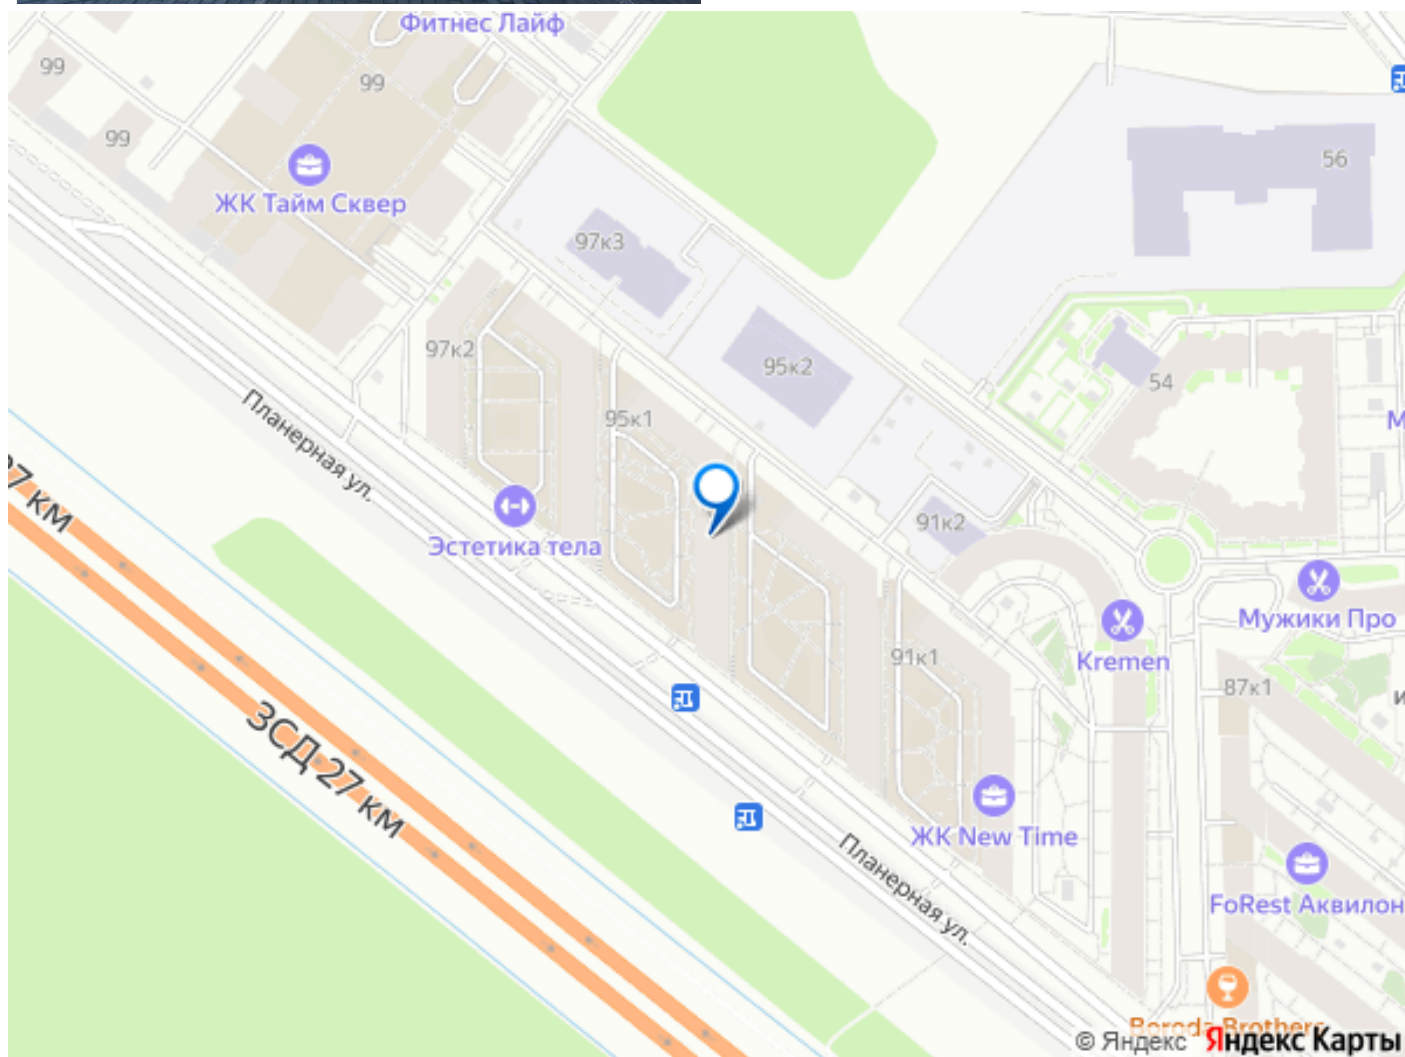 Фитнес Лайф
99
99
99
56
ЖК Тайм Сквер
97к3
97к2
95к2
54
95к1
Планерная ул.
27 км
91к2
Эстетика тела
Мужики Про
Kremen
91к1
87к1
ЗСД 27 км
ЖК New Time
Планерная ул.
FoRest Аквилон
Boroda Brothers
© Яндекс Яндекс Карты